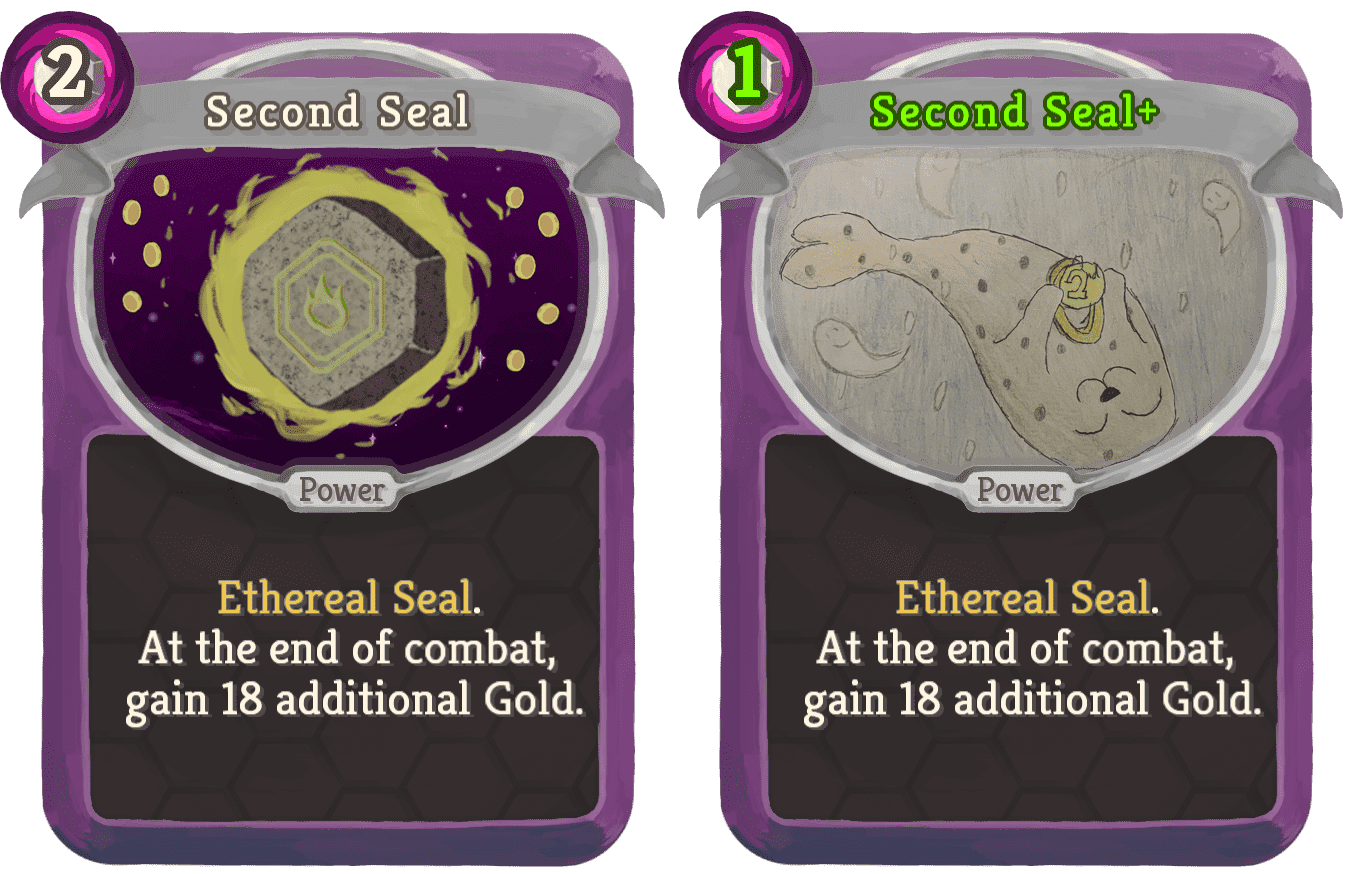 2
Second Seal
Power
Ethereal Seal.
At the end of combat,
gain 18 additional Gold.
1
Second Seal+
2
Power
Ethereal Seal.
At the end of combat,
gain 18 additional Gold.